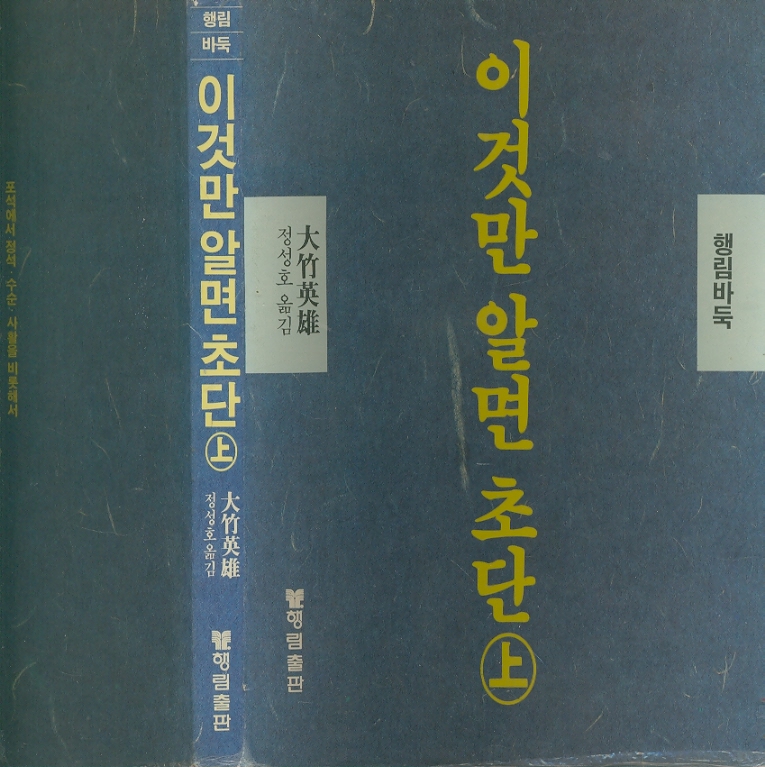 포석에서 정석·수순·사활을 비롯해서
행림
바둑
이것만 알면 초단 上
大竹英雄
정성호 옮김
행림출판
이것만 알면 초단 上
大竹英雄
정성호 옮김
행림출판
행림바둑